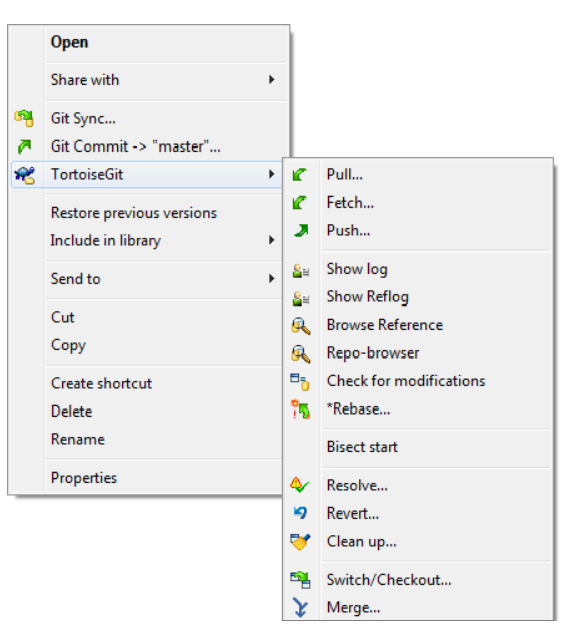 Open
Share with
Git Sync...
Git Commit -> "master"...
TortoiseGit
Restore previous versions
Include in library
Send to
Cut
Copy
Create shortcut
Delete
Rename
Properties
Pull...
Fetch...
Push...
Show log
Show Reflog
Browse Reference
Repo-browser
Check for modifications
*Rebase...
Bisect start
Resolve...
Revert...
Clean up...
Switch/Checkout...
Merge...